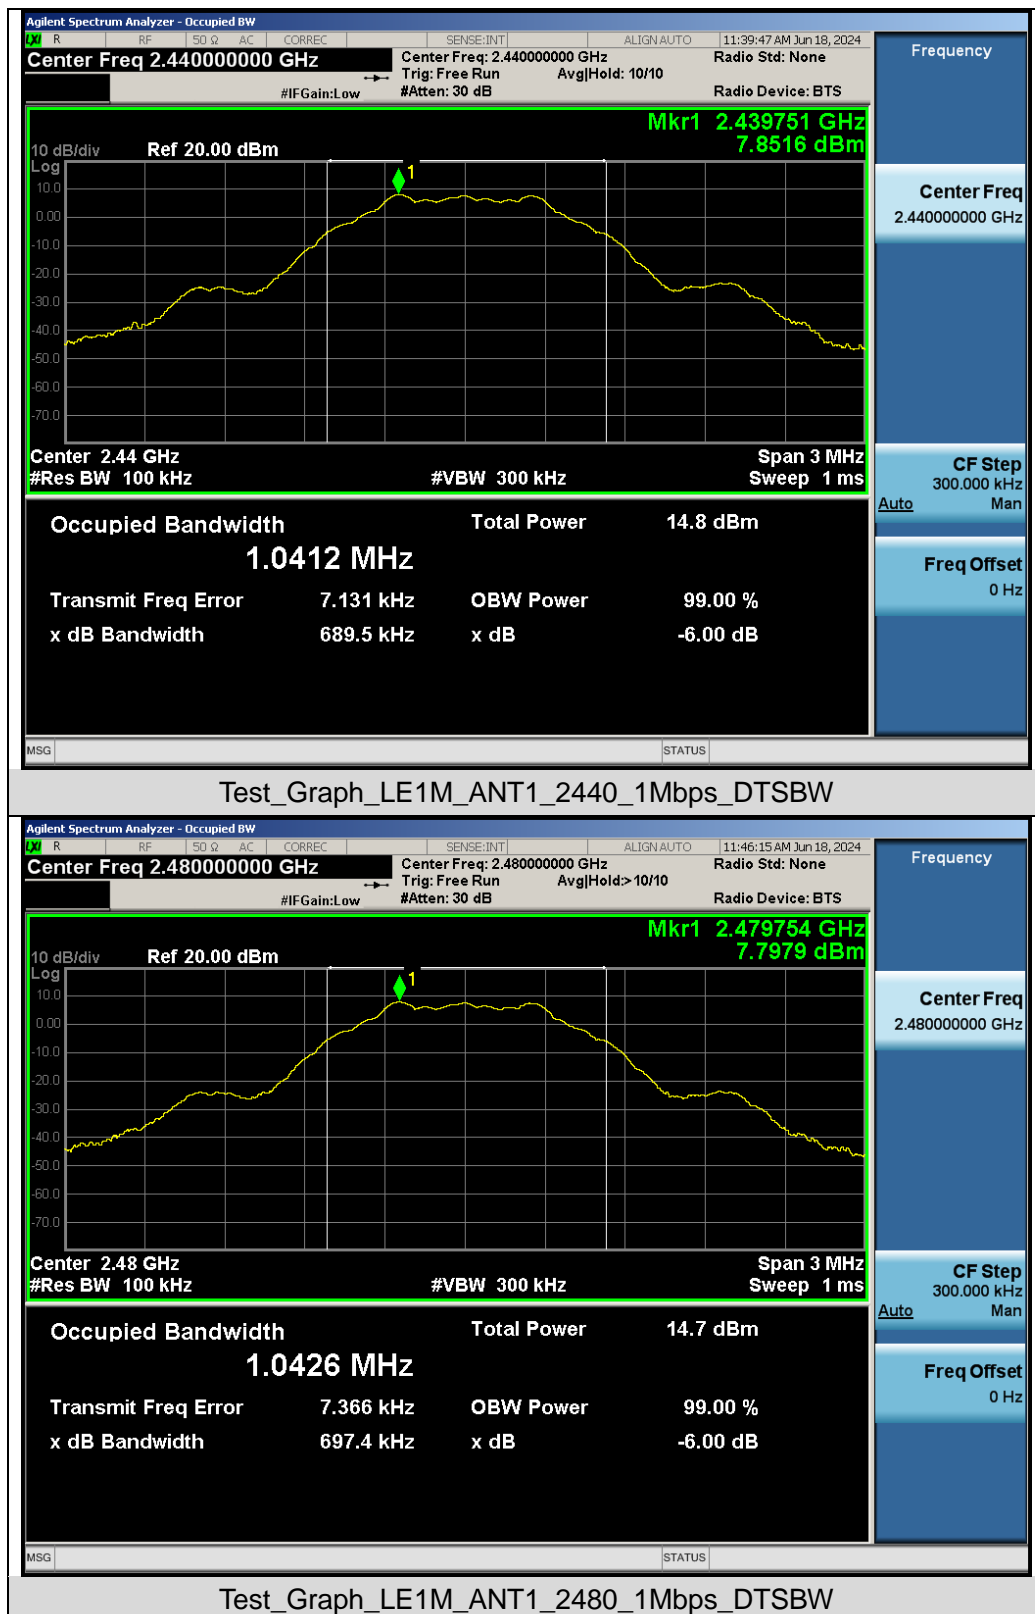 Agilent Spectrum Analyzer - Occupied BW
LXI R RF 50 Ω AC CORREC SENSE:INT ALIGN AUTO 11:39:47 AM Jun 18, 2024
Center Freq 2.440000000 GHz
Center Freq: 2.440000000 GHz Radio Std: None
Trig: Free Run Avg|Hold: 10/10
#IFGain:Low #Atten: 30 dB Radio Device: BTS
Mkr1 2.439751 GHz
7.8516 dBm
10 dB/div Ref 20.00 dBm
Log
1
10.0
0.00
-10.0
-20.0
-30.0
-40.0
-50.0
-60.0
-70.0
Center 2.44 GHz Span 3 MHz
#Res BW 100 kHz #VBW 300 kHz Sweep 1 ms
Occupied Bandwidth Total Power 14.8 dBm
1.0412 MHz
Transmit Freq Error 7.131 kHz OBW Power 99.00 %
x dB Bandwidth 689.5 kHz x dB -6.00 dB
MSG STATUS
Frequency
Center Freq
2.440000000 GHz
CF Step
300.000 kHz
Auto Man
Freq Offset
0 Hz
Test_Graph_LE1M_ANT1_2440_1Mbps_DTSBW
Agilent Spectrum Analyzer - Occupied BW
LXI R RF 50 Ω AC CORREC SENSE:INT ALIGN AUTO 11:46:15 AM Jun 18, 2024
Center Freq 2.480000000 GHz
Center Freq: 2.480000000 GHz Radio Std: None
Trig: Free Run Avg|Hold:> 10/10
#IFGain:Low #Atten: 30 dB Radio Device: BTS
Mkr1 2.479754 GHz
7.7979 dBm
10 dB/div Ref 20.00 dBm
Log
1
10.0
0.00
-10.0
-20.0
-30.0
-40.0
-50.0
-60.0
-70.0
Center 2.48 GHz Span 3 MHz
#Res BW 100 kHz #VBW 300 kHz Sweep 1 ms
Occupied Bandwidth Total Power 14.7 dBm
1.0426 MHz
Transmit Freq Error 7.366 kHz OBW Power 99.00 %
x dB Bandwidth 697.4 kHz x dB -6.00 dB
MSG STATUS
Frequency
Center Freq
2.480000000 GHz
CF Step
300.000 kHz
Auto Man
Freq Offset
0 Hz
Test_Graph_LE1M_ANT1_2480_1Mbps_DTSBW